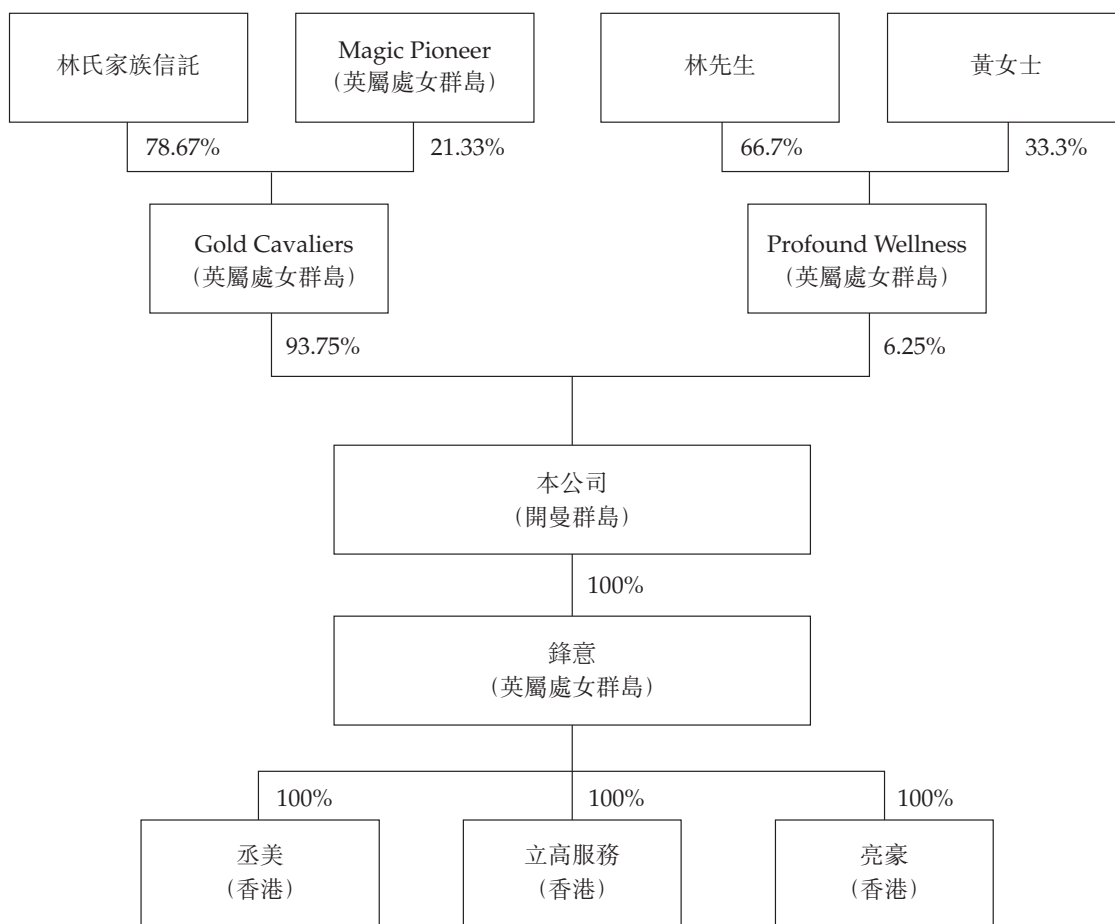 林氏家族信託
Magic Pioneer
（英屬處女群島）
林先生
黃女士
78.67%
21.33%
66.7%
33.3%
Gold Cavaliers
（英屬處女群島）
Profound Wellness
（英屬處女群島）
93.75%
6.25%
本公司
（開曼群島）
100%
鋒意
（英屬處女群島）
100%
100%
100%
丞美
（香港）
立高服務
（香港）
亮豪
（香港）